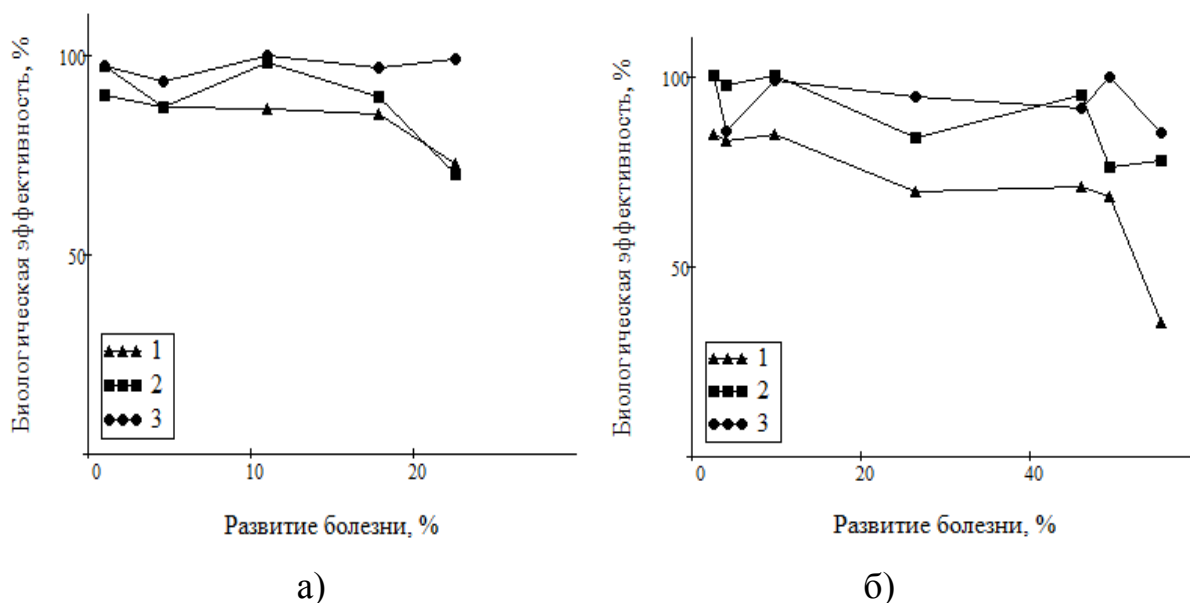 Биологическая эффективность, %
100
50
1
2
3
0 10 20
Развитие болезни, %
а)
Биологическая эффективность, %
100
50
1
2
3
0 20 40
Развитие болезни, %
б)